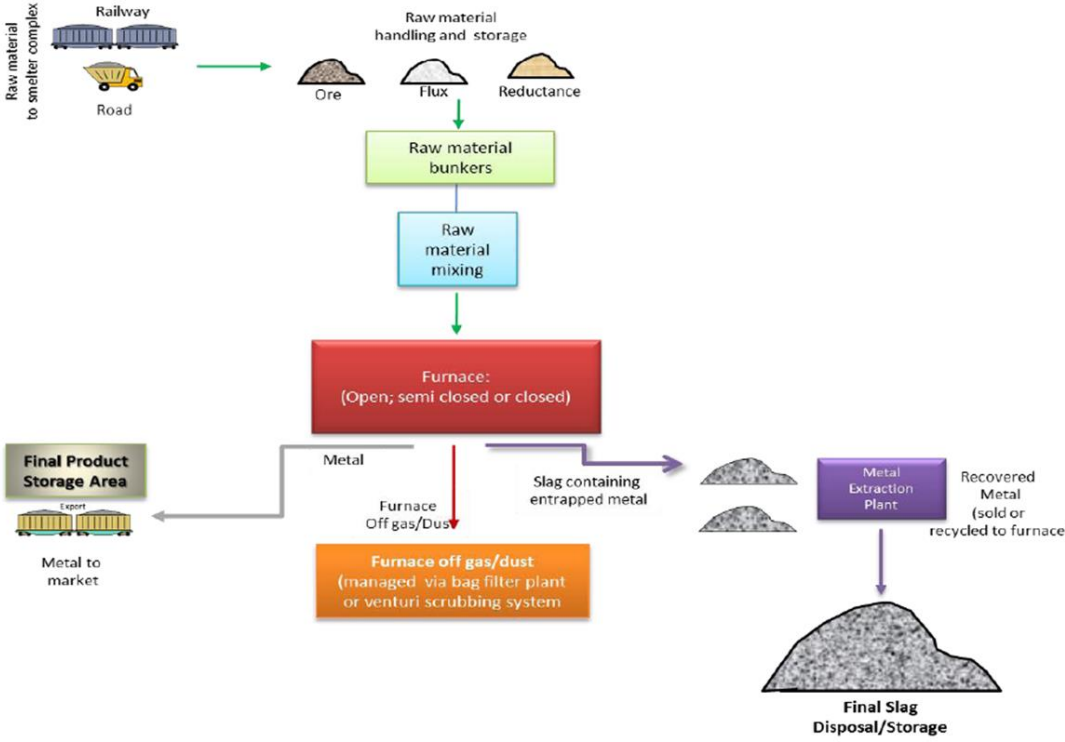 Raw material
to smelter complex
Railway
Road
Raw material
handling and storage
Ore
Flux
Reductance
Raw material
bunkers
Raw
material
mixing
Furnace:
(Open; semi closed or closed)
Metal
Final Product
Storage Area
Export
Metal to
market
Furnace
Off gas/Dus
Furnace off gas/dust
(managed via bag filter plant
or venturi scrubbing system
Slag containing
entrapped metal
Metal
Extraction
Plant
Recovered
Metal
(sold or
recycled to furnace
Final Slag
Disposal/Storage